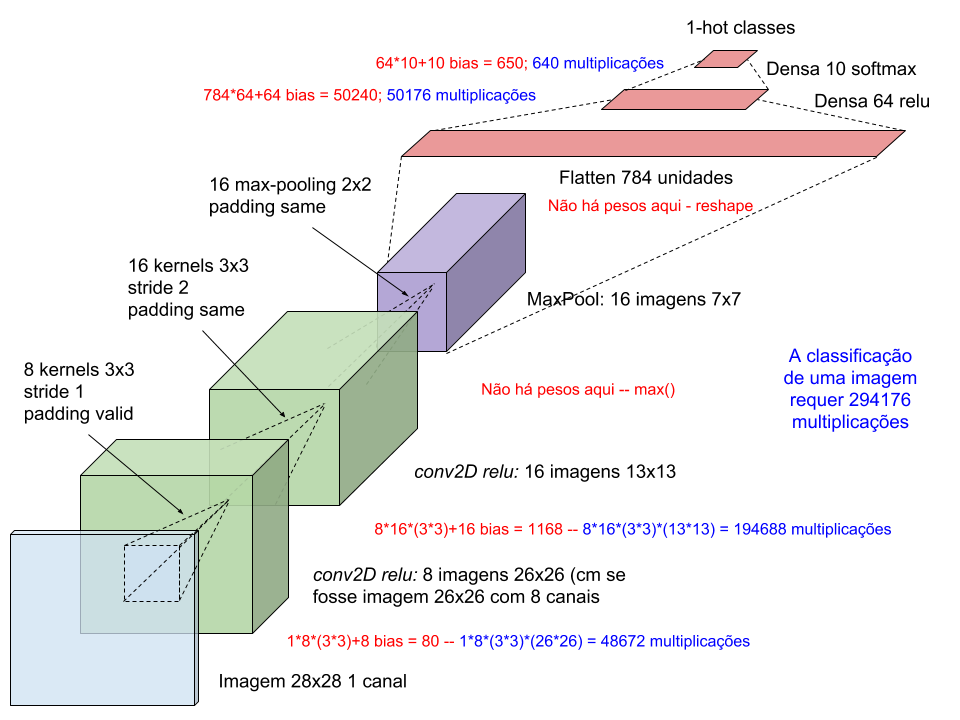 1-hot classes
64*10+10 bias = 650; 640 multiplicações
Densa 10 softmax
784*64+64 bias = 50240; 50176 multiplicações
Densa 64 relu
Flatten 784 unidades
Não há pesos aqui - reshape
16 max-pooling 2x2
padding same
16 kernels 3x3
stride 2
padding same
MaxPool: 16 imagens 7x7
8 kernels 3x3
stride 1
padding valid
A classificação
de uma imagem
requer 294176
multiplicações
Não há pesos aqui -- max()
conv2D relu: 16 imagens 13x13
8*16*(3*3)+16 bias = 1168 -- 8*16*(3*3)*(13*13) = 194688 multiplicações
conv2D relu: 8 imagens 26x26 (cm se
fosse imagem 26x26 com 8 canais
1*8*(3*3)+8 bias = 80 -- 1*8*(3*3)*(26*26) = 48672 multiplicações
Imagem 28x28 1 canal